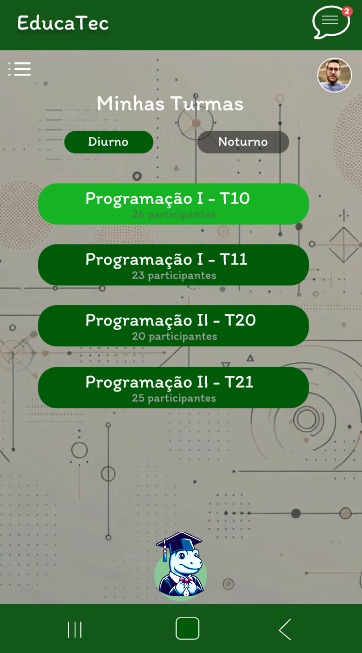 EducaTec
2
Minhas Turmas
Diurno
Noturno
Programação I - T10
26 participantes
Programação I - T11
23 participantes
Programação II - T20
20 participantes
Programação II - T21
25 participantes